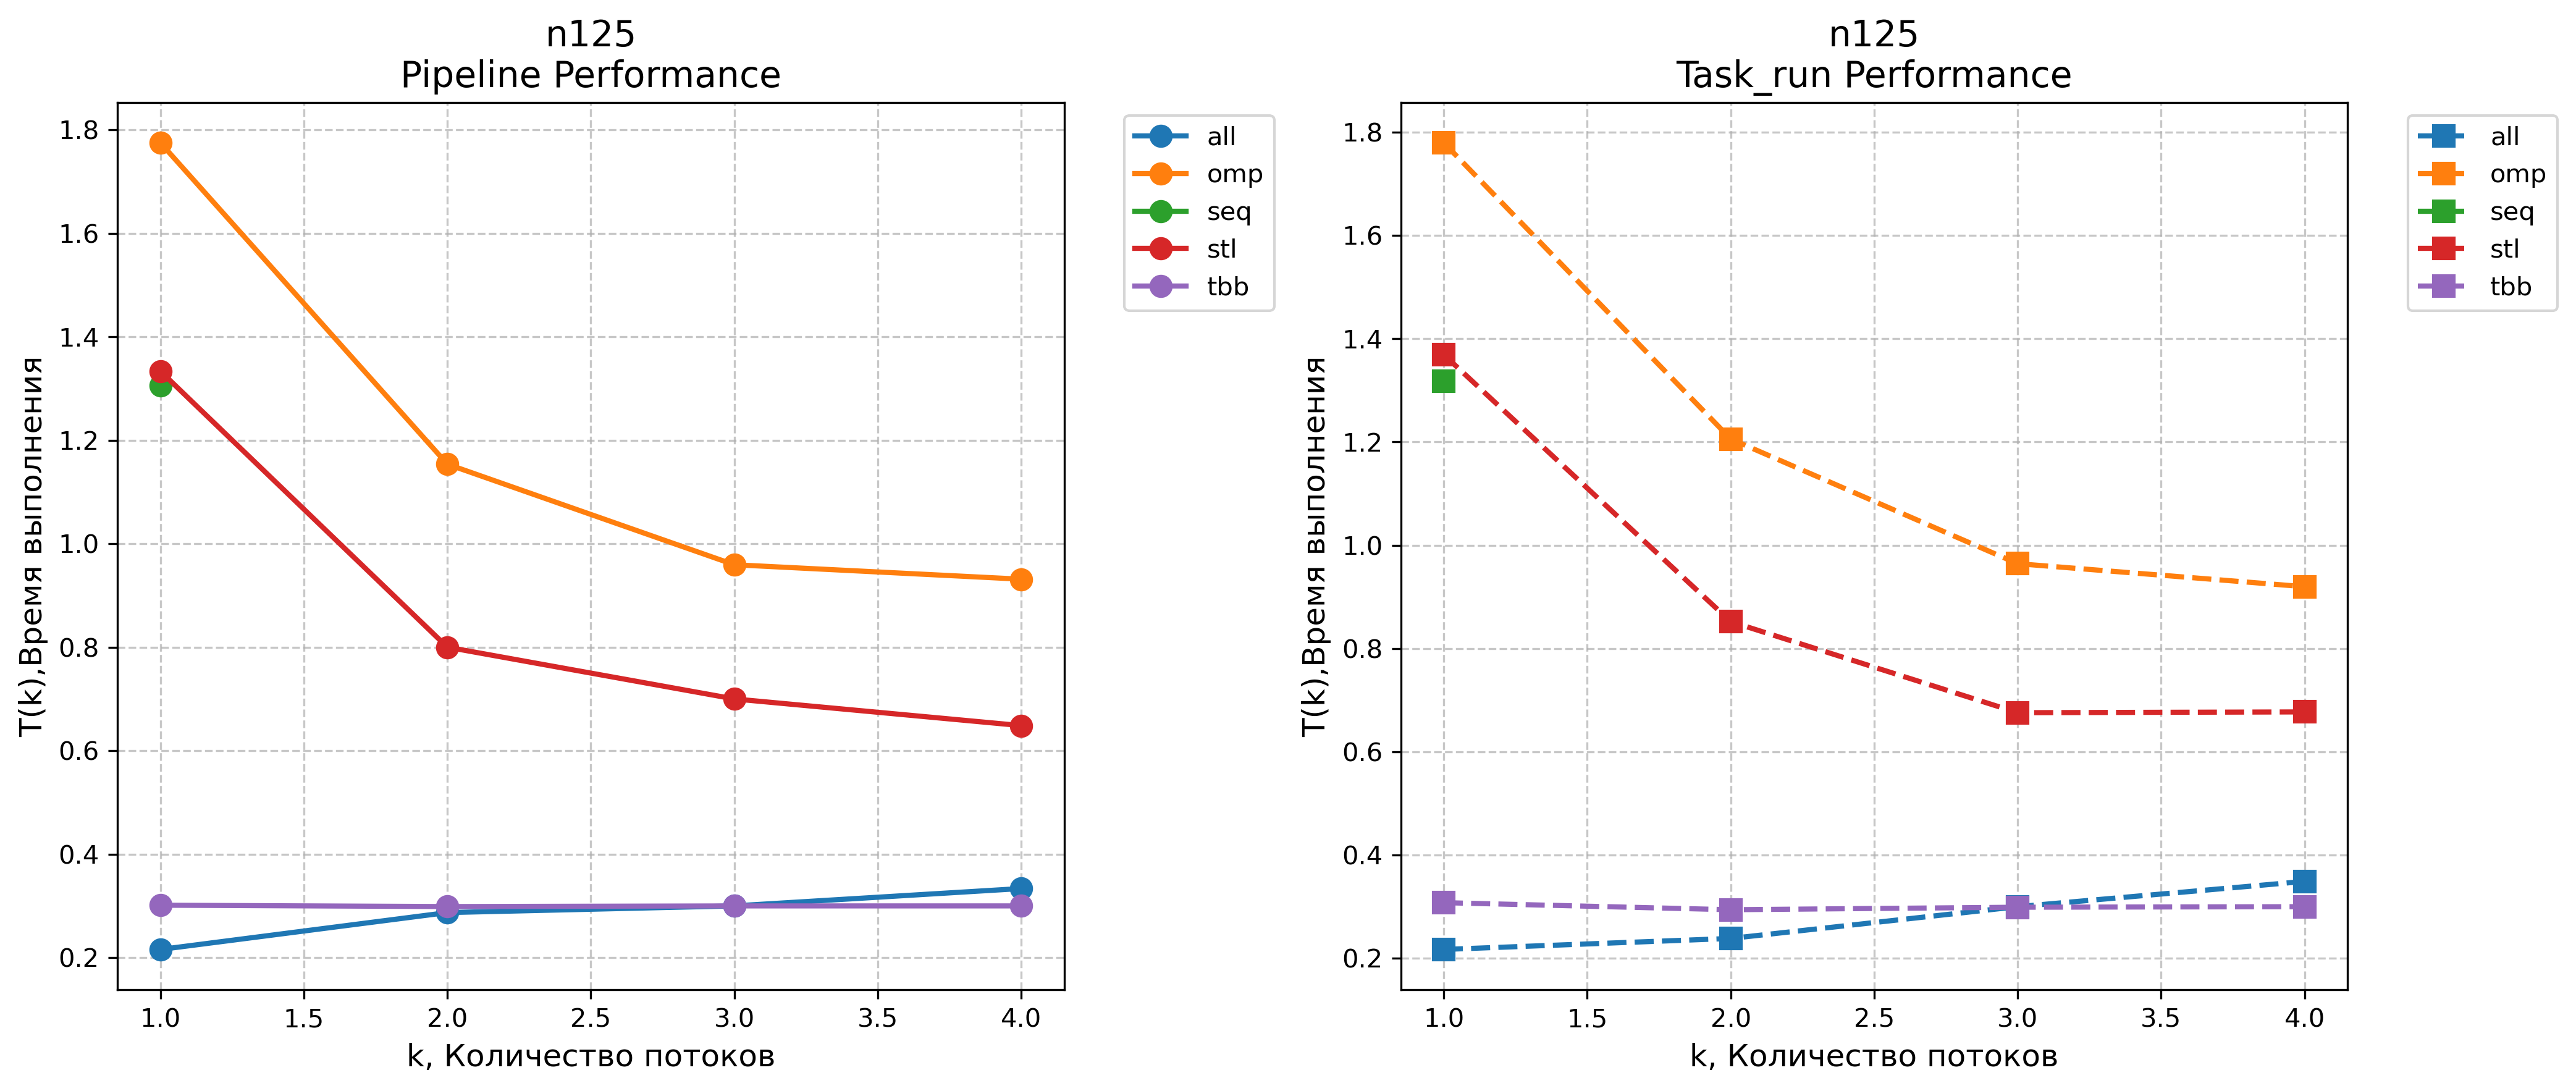 n125
Pipeline Performance
T(k),Время выполнения
1.8
1.6
1.4
1.2
1.0
0.8
0.6
0.4
0.2
1.0 1.5 2.0 2.5 3.0 3.5 4.0
k, Количество потоков
all
omp
seq
stl
tbb
n125
Task_run Performance
T(k),Время выполнения
1.8
1.6
1.4
1.2
1.0
0.8
0.6
0.4
0.2
1.0 1.5 2.0 2.5 3.0 3.5 4.0
k, Количество потоков
all
omp
seq
stl
tbb